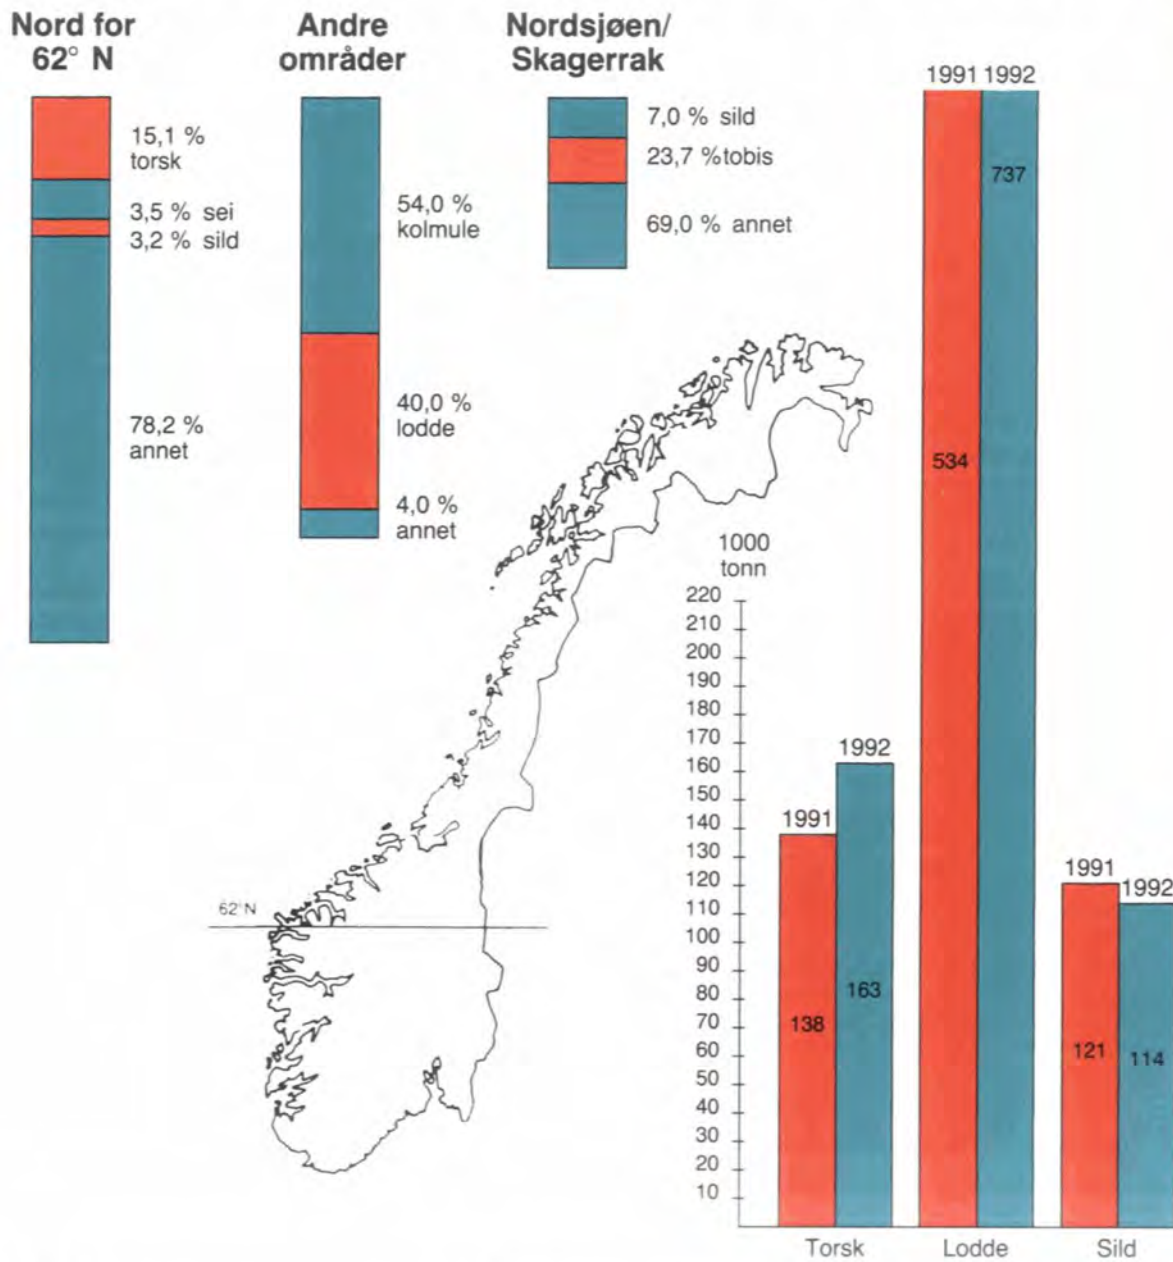 Nord for
62° N
15,1 %
torsk
3,5 % sei
3,2 % sild
78,2 %
annet
Andre
områder
54,0 %
kolmule
40,0 %
lodde
4,0 %
annet
Nordsjøen/
Skagerrak
7,0 % sild
23,7 %tobis
69,0 % annet
62°N
1000
tonn
220
210
200
190
180
170
160
150
140
130
120
110
100
90
80
70
60
50
40
30
20
10
1991
1992
138
163
Torsk
1991 1992
534
737
Lodde
1991
1992
121
114
Sild